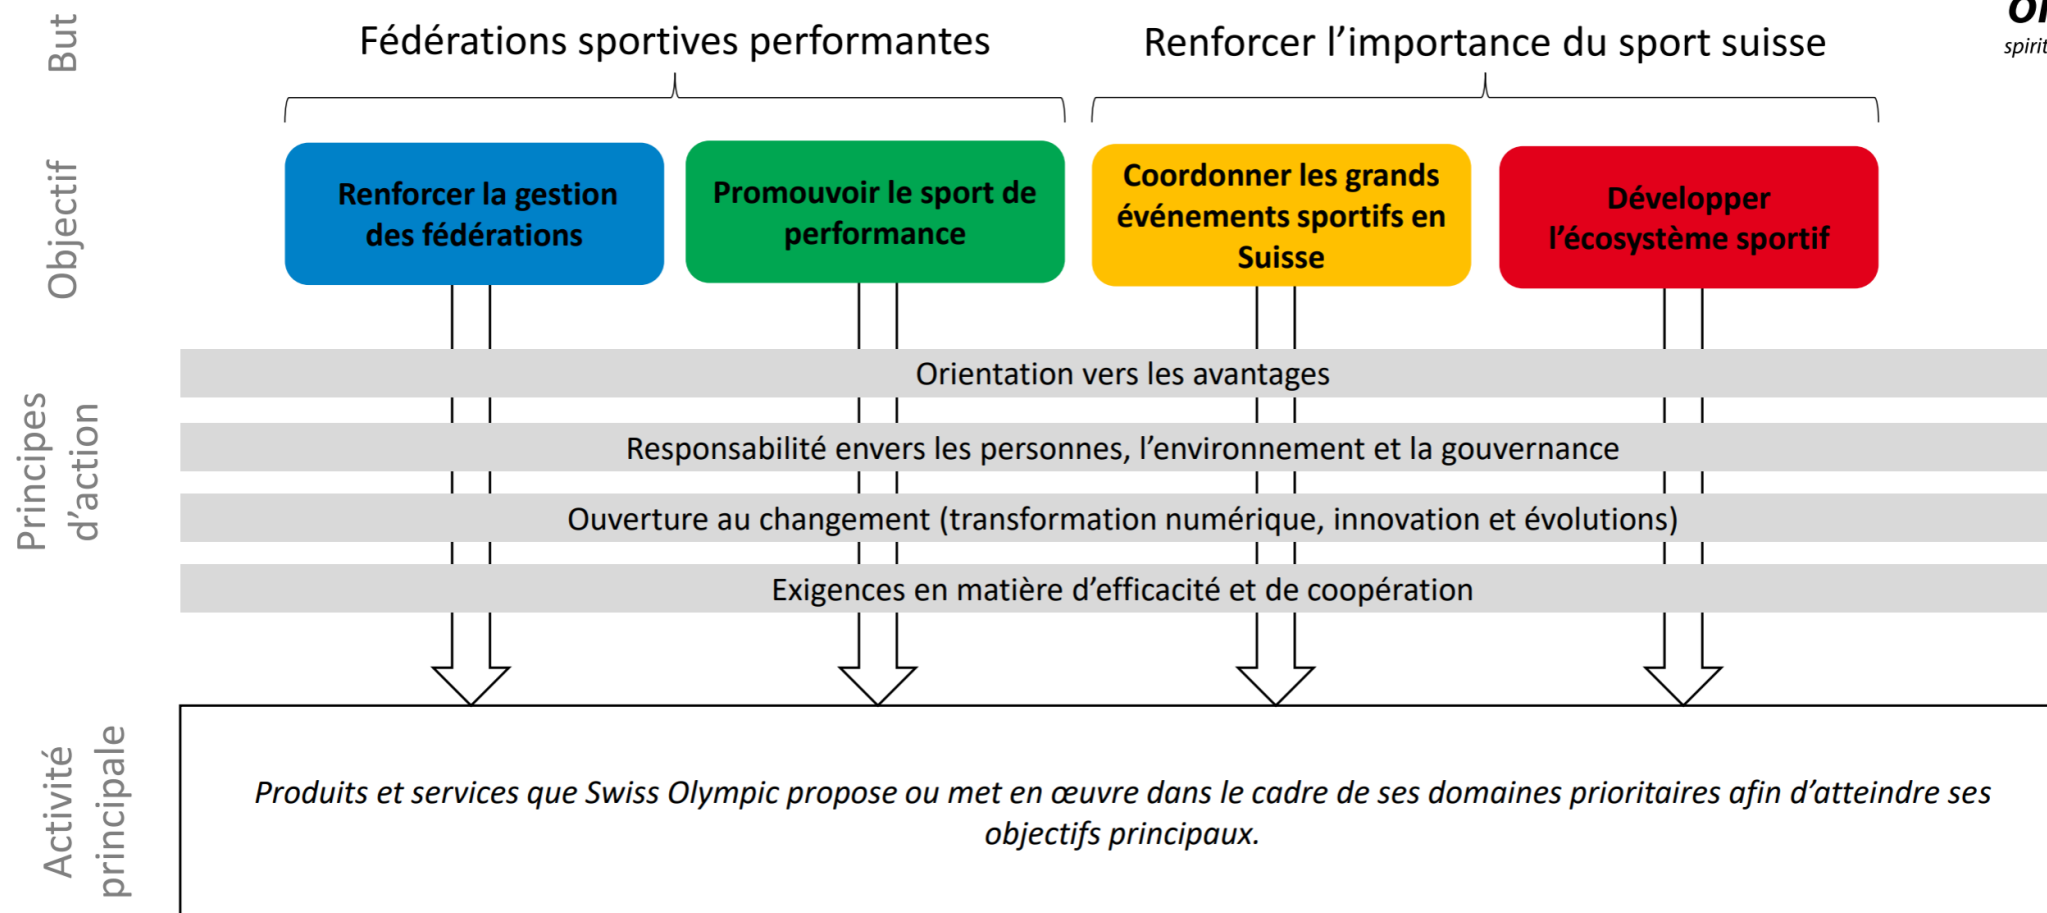 But
Fédérations sportives performantes
Renforcer l’importance du sport suisse
spirit
Objectif
Renforcer la gestion
des fédérations
Promouvoir le sport de
performance
Coordonner les grands
événements sportifs en
Suisse
Développer
l’écosystème sportif
Principes
d’action
Orientation vers les avantages
Responsabilité envers les personnes, l’environnement et la gouvernance
Ouverture au changement (transformation numérique, innovation et évolutions)
Exigences en matière d’efficacité et de coopération
Activité
principale
Produits et services que Swiss Olympic propose ou met en œuvre dans le cadre de ses domaines prioritaires afin d’atteindre ses
objectifs principaux.